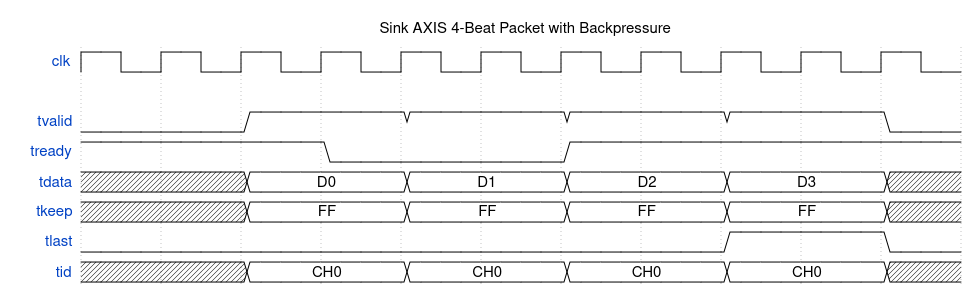 Sink AXIS 4-Beat Packet with Backpressure
clk
tvalid
tready
tdata D0 D1 D2 D3
tkeep FF FF FF FF
tlast
tid CH0 CH0 CH0 CH0